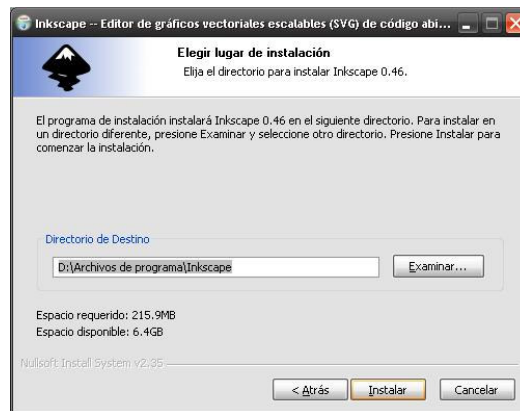 Inkscape -- Editor de gráficos vectoriales escalables (SVG) de código abi...
Elegir lugar de instalación
Elija el directorio para instalar Inkscape 0.46.
El programa de instalación instalará Inkscape 0.46 en el siguiente directorio. Para instalar en
un directorio diferente, presione Examinar y seleccione otro directorio. Presione Instalar para
comenzar la instalación.
Directorio de Destino
D:\Archivos de programa\Inkscape
Examinar...
Espacio requerido: 215.9MB
Espacio disponible: 6.4GB
Nullsoft Install System v2.35
< Atrás Instalar Cancelar